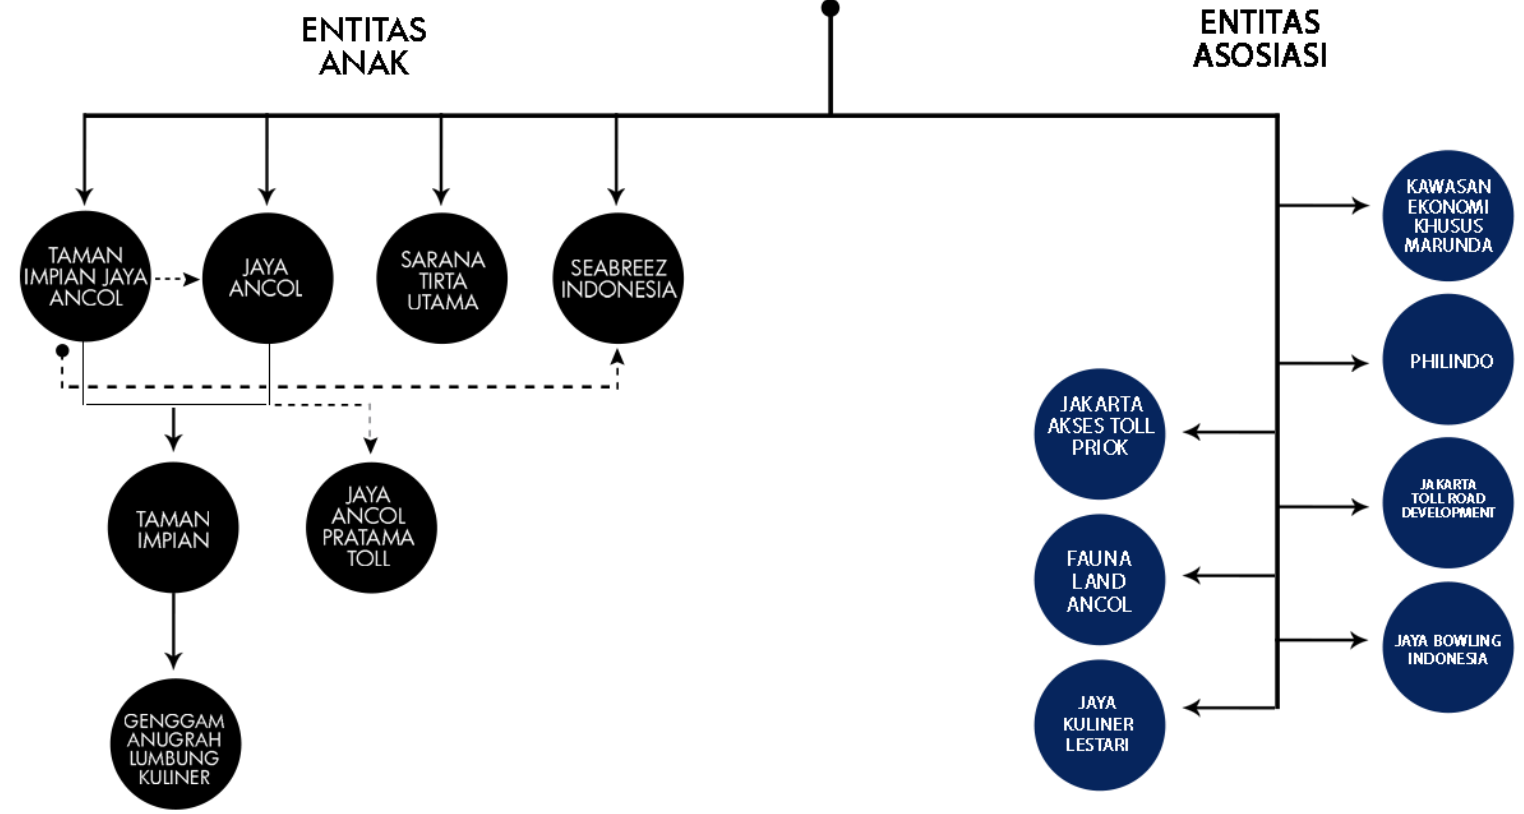 ENTITAS
ANAK
ENTITAS
ASOSIASI
TAMAN
IMPIAN JAYA
ANCOL
JAYA
ANCOL
SARANA
TIRTA
UTAMA
SEABREEZ
INDONESIA
TAMAN
IMPIAN
JAYA
ANCOL
PRATAMA
TOLL
GENGGAM
ANUGRAH
LUMBUNG
KULINER
KAWASAN
EKONOMI
KHUSUS
MARUNDA
PHILINDO
JAKARTA
TOLL ROAD
DEVELOPMENT
JAYA BOWLING
INDONESIA
JAKARTA
AKSES TOLL
PRIOK
FAUNA
LAND
ANCOL
JAYA
KULINER
LESTARI